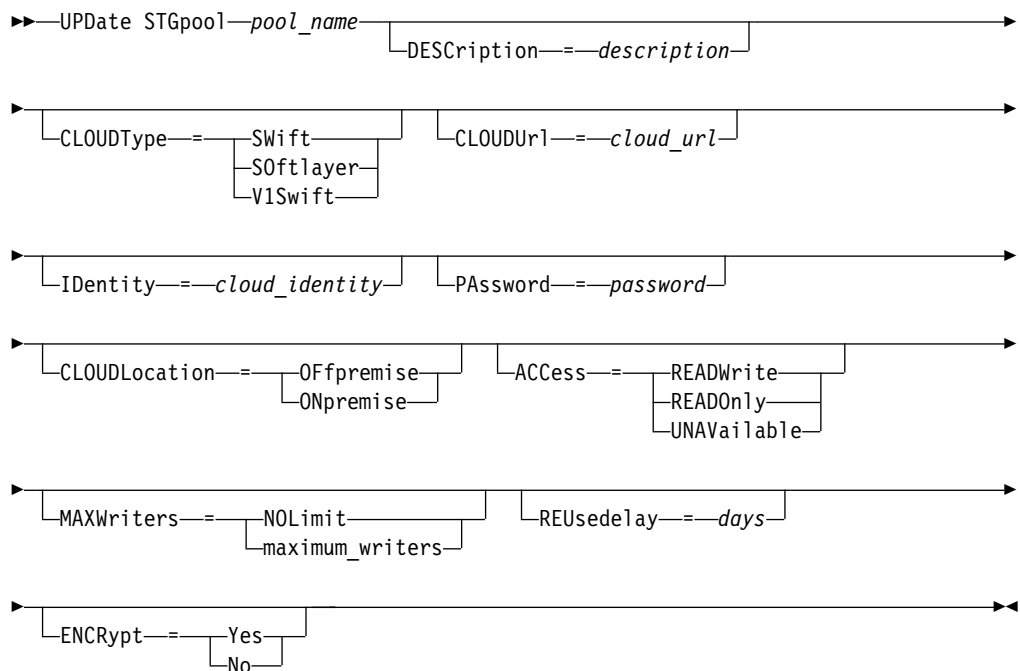 UPDate STGpool pool_name
DESCription = description
CLOUDType = SWift CLOUDUrl = cloud_url
SOftlayer
V1Swift
IDentity = cloud_identity PAssword = password
CLOUDLocation = OFfpremise ACCess = READWrite
ONpremise READOnly
UNAVailable
MAXWriters = NOLimit REUsedelay = days
maximum_writers
ENCRypt = Yes
No